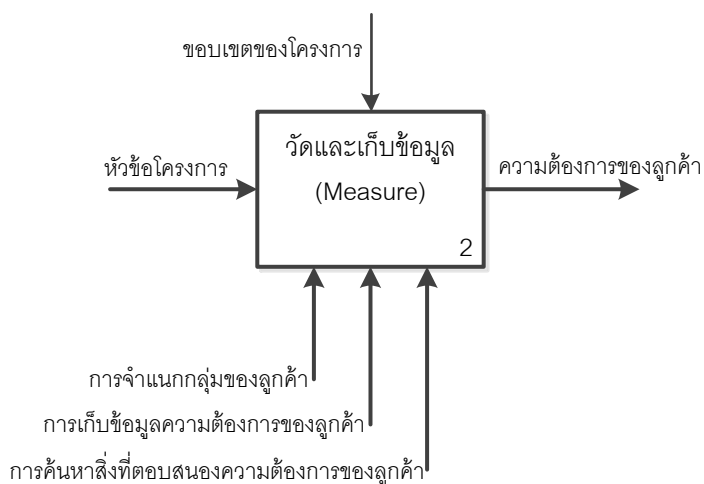 ขอบเขตของโครงการ
วัดและเก็บข้อมูล
(Measure)
หัวข้อโครงการ
ความต้องการของลูกค้า
2
การจำแนกกลุ่มของลูกค้า
การเก็บข้อมูลความต้องการของลูกค้า
การค้นหาสิ่งที่ตอบสนองความต้องการของลูกค้า